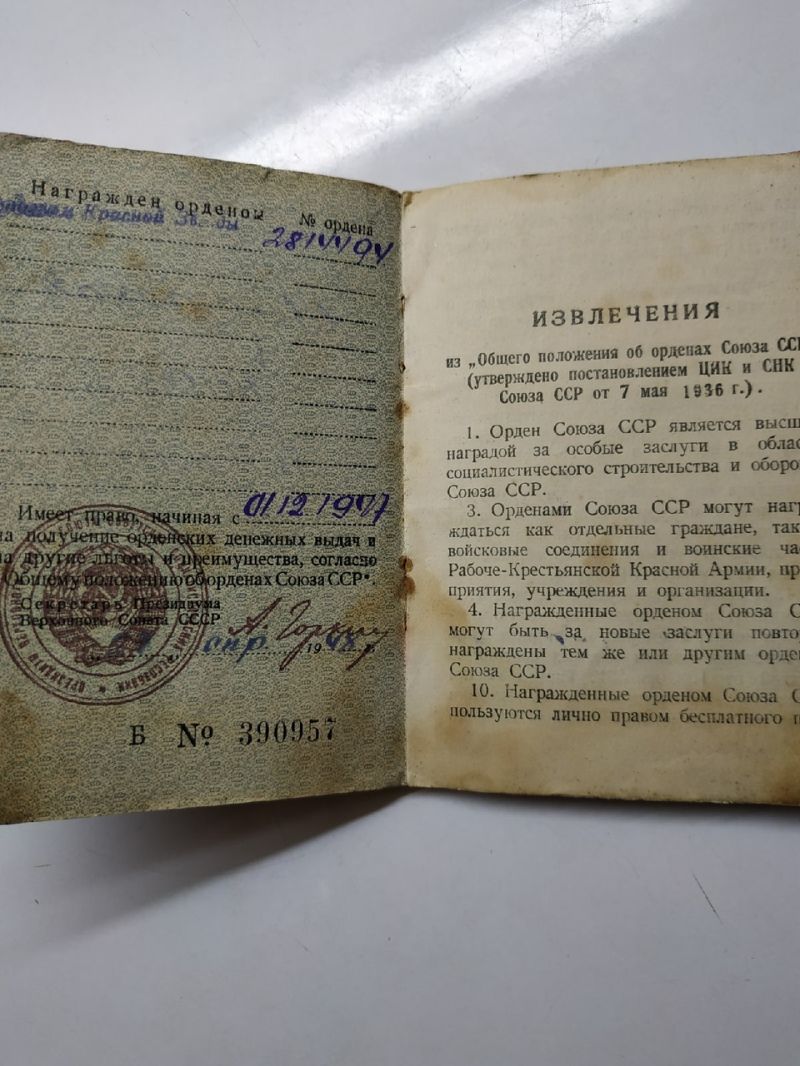 Награжден орденом № ордена
Красной Зв ды 2814494
Имеет право, начиная с 01 12 1947
на получение орденских денежных выдач и
на другие льготы и преимущества, согласно
„Общему положению об орденах Союза ССР“.
Секретарь Президиума
Верховного Совета СССР
А. Горкин
апр 1948 г.
Б № 390957
ИЗВЛЕЧЕНИЯ
из „Общего положения об орденах Союза ССР
(утверждено постановлением ЦИК и СНК
Союза ССР от 7 мая 1936 г.).
1. Орден Союза ССР является высш
наградой за особые заслуги в облас
социалистического строительства и оборо
Союза ССР.
3. Орденами Союза ССР могут нагр
ждаться как отдельные граждане, так
войсковые соединения и воинские ча
Рабоче-Крестьянской Красной Армии, пр
приятия, учреждения и организации.
4. Награжденные орденом Союза С
могут быть за новые заслуги повто
награждены тем же или другим орде
Союза ССР.
10. Награжденные орденом Союза С
пользуются лично правом бесплатного п